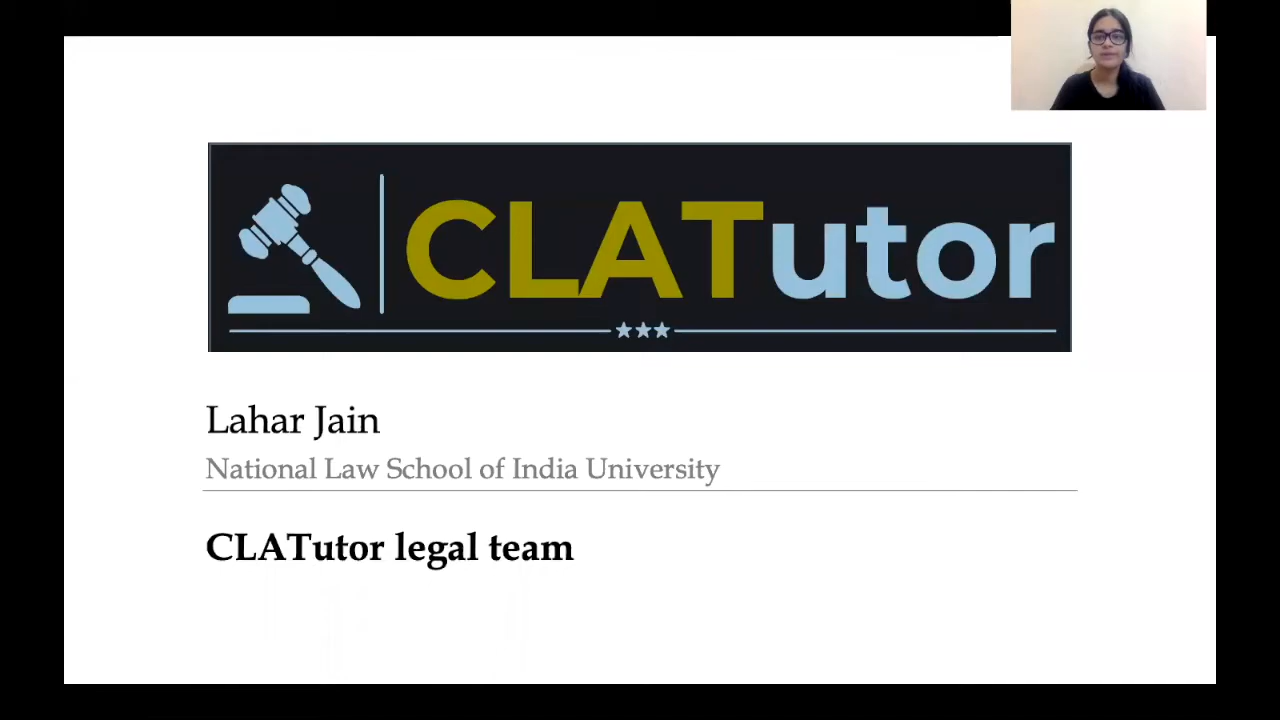 CLATutor
Lahar Jain
National Law School of India University
CLATutor legal team